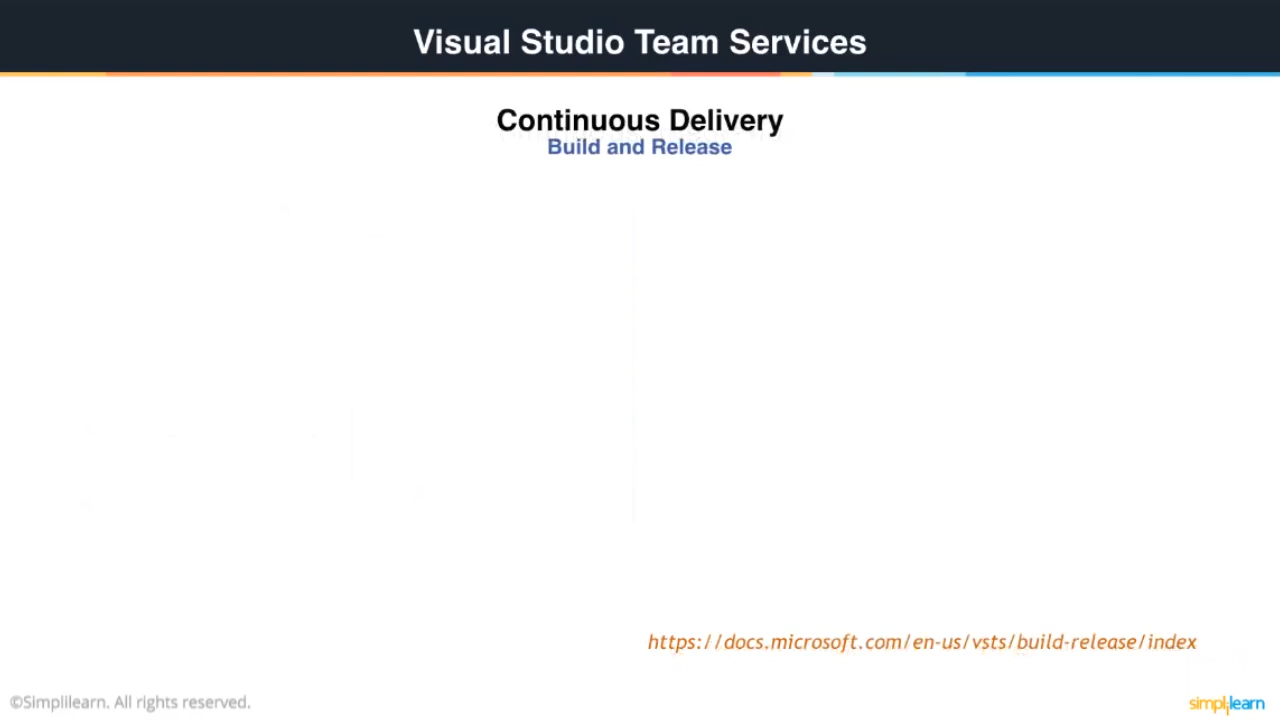 Visual Studio Team Services
Continuous Delivery
Build and Release
https://docs.microsoft.com/en-us/vsts/build-release/index
©Simplilearn. All rights reserved.
simplilearn